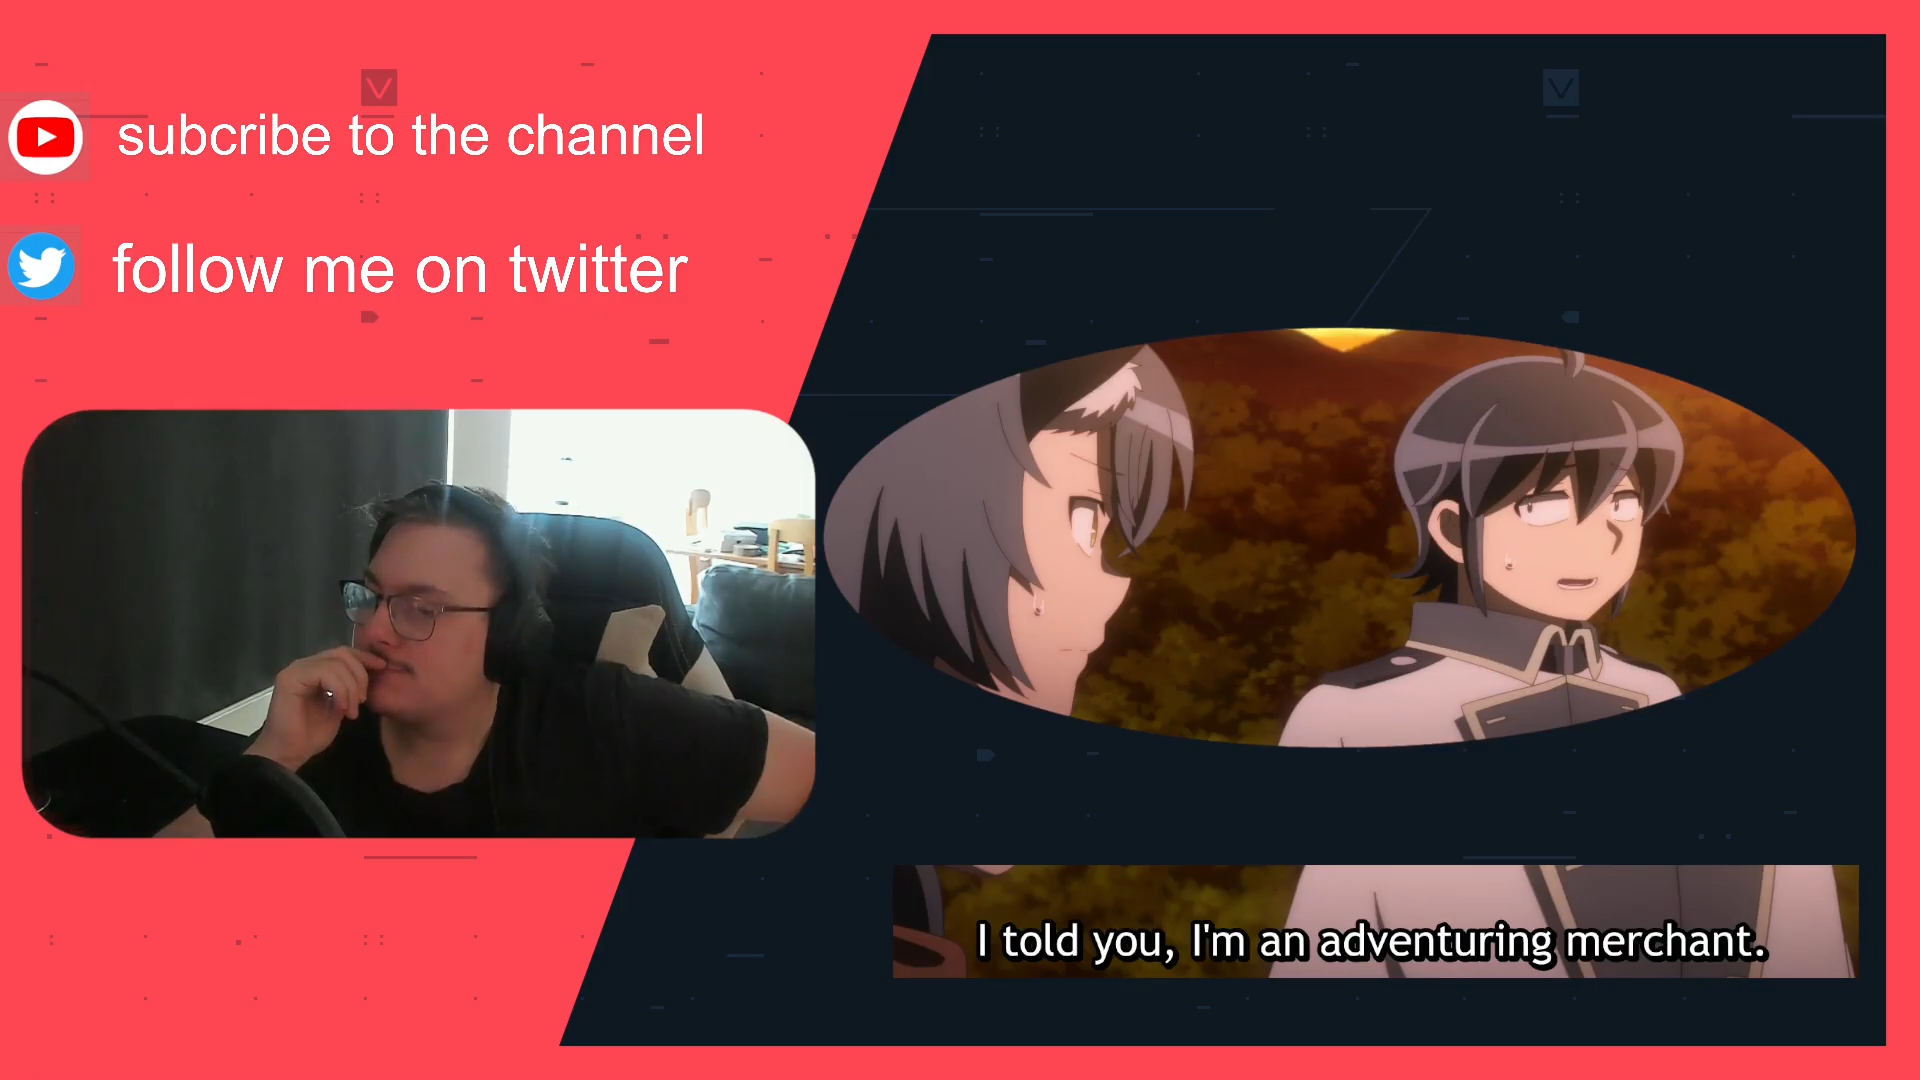 subcribe to the channel
follow me on twitter
I told you, I'm an adventuring merchant.